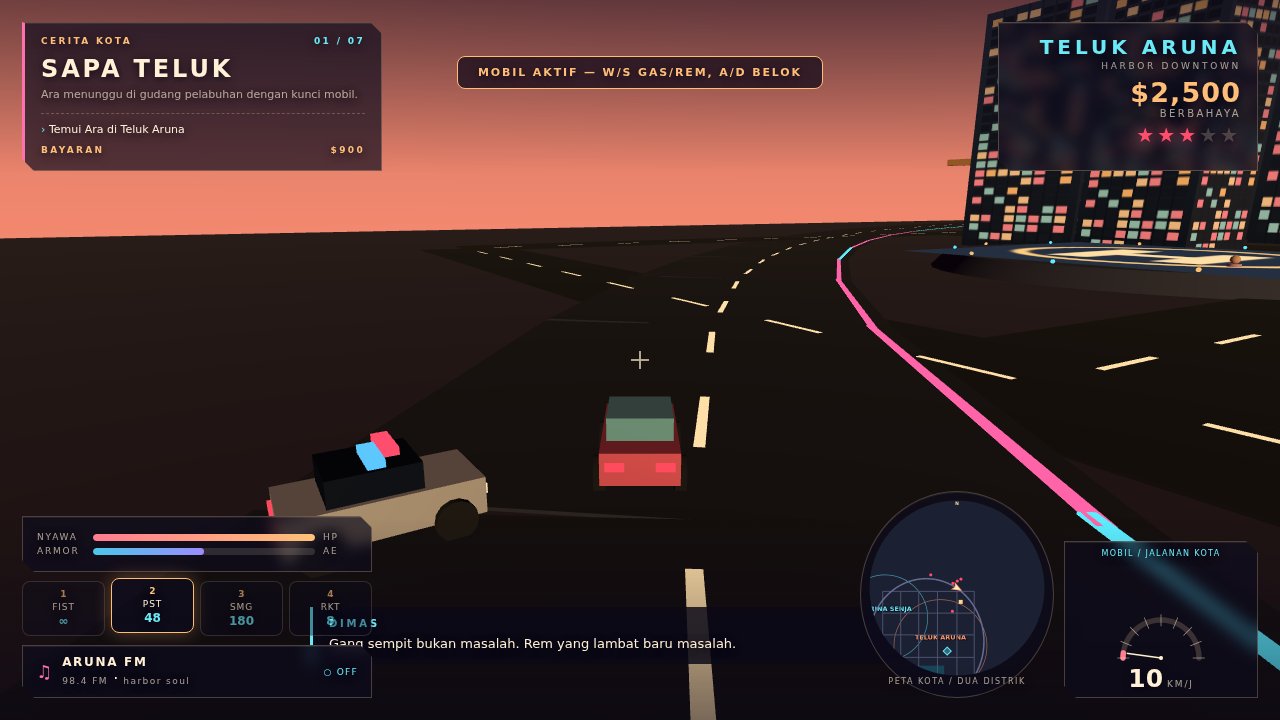 CERITA KOTA 01 / 07
SAPA TELUK
Ara menunggu di gudang pelabuhan dengan kunci mobil.
› Temui Ara di Teluk Aruna
BAYARAN $900
MOBIL AKTIF — W/S GAS/REM, A/D BELOK
TELUK ARUNA
HARBOR DOWNTOWN
$2,500
BERBAHAYA
★★★★★
NYAWA HP
ARMOR AE
1 2 3 4
FIST PST SMG RKT
∞ 48 180 8
DIMAS
Gang sempit bukan masalah. Rem yang lambat baru masalah.
♫ ARUNA FM
98.4 FM · harbor soul
○ OFF
N
TELUK ARUNA
PETA KOTA / DUA DISTRIK
MOBIL / JALANAN KOTA
10 KM/J